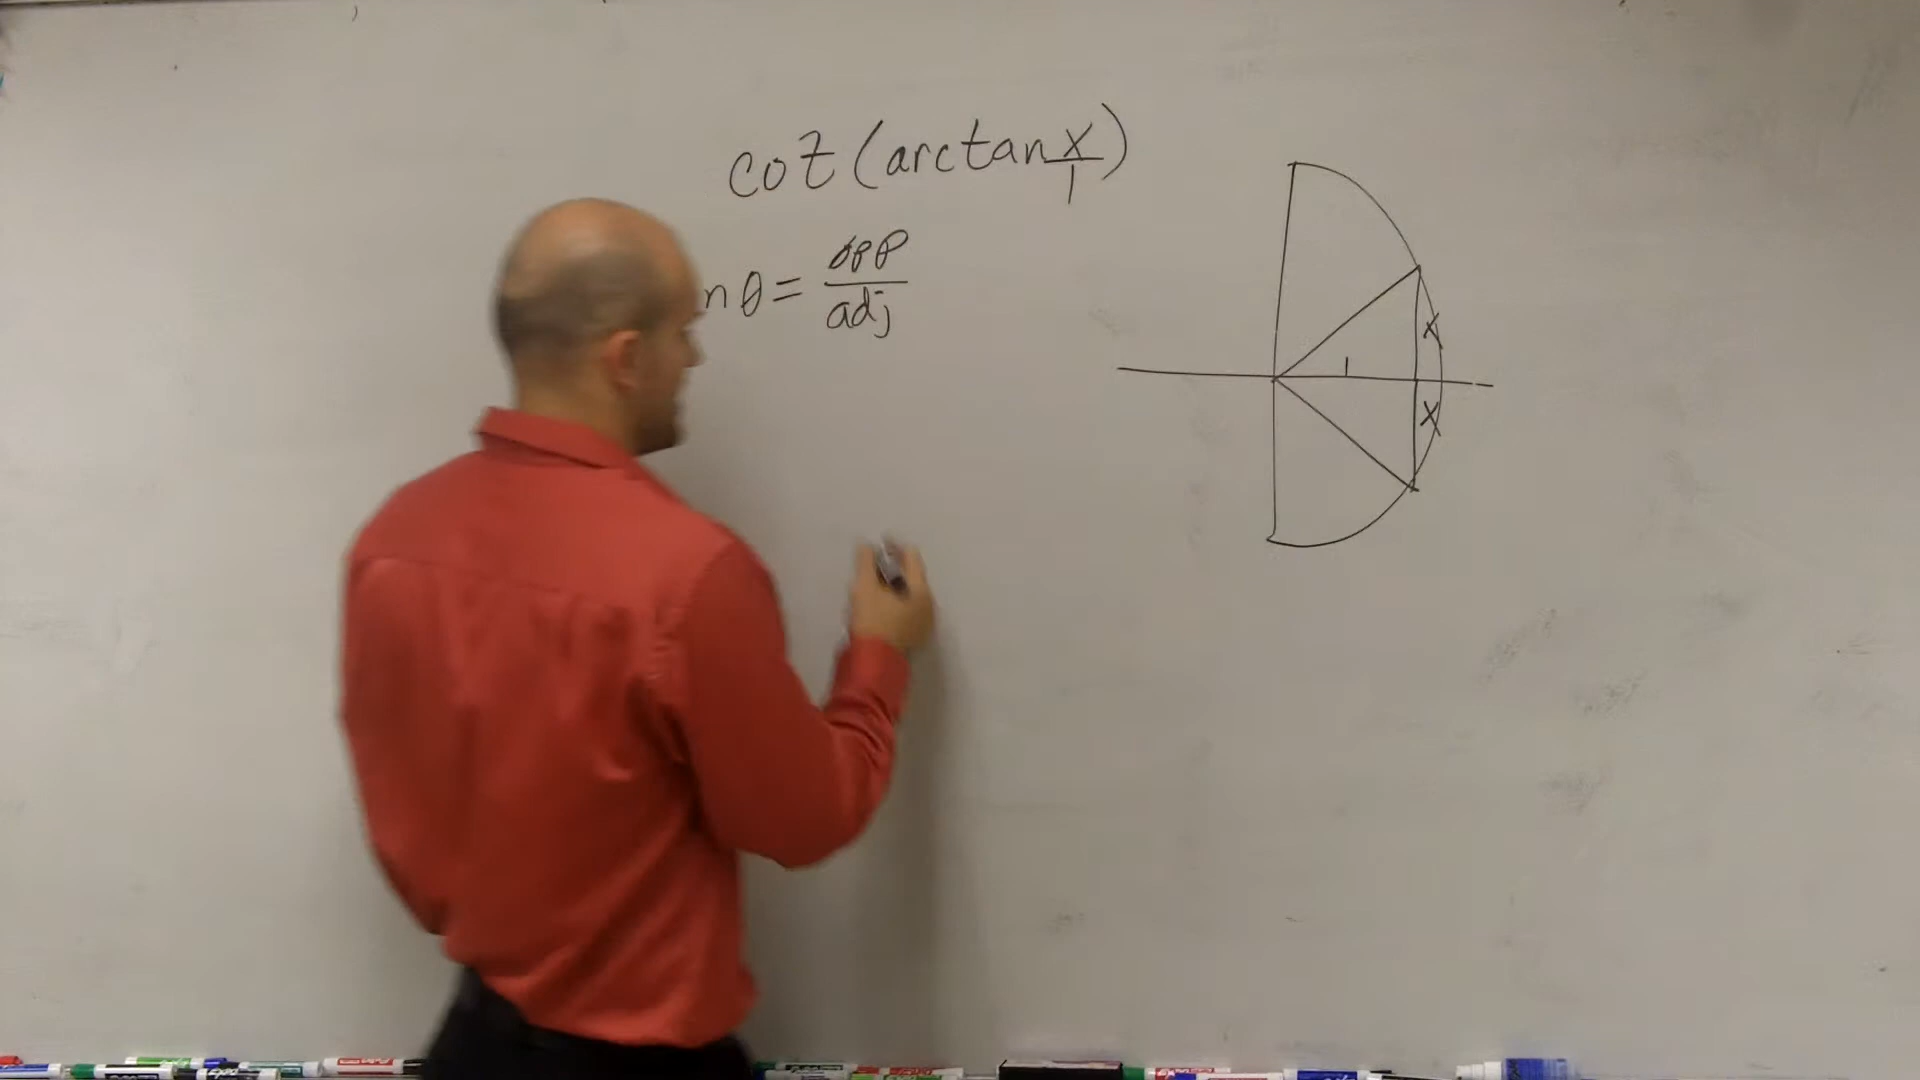 cot (arctan x/1)
n θ = opp/adj
x
1
x